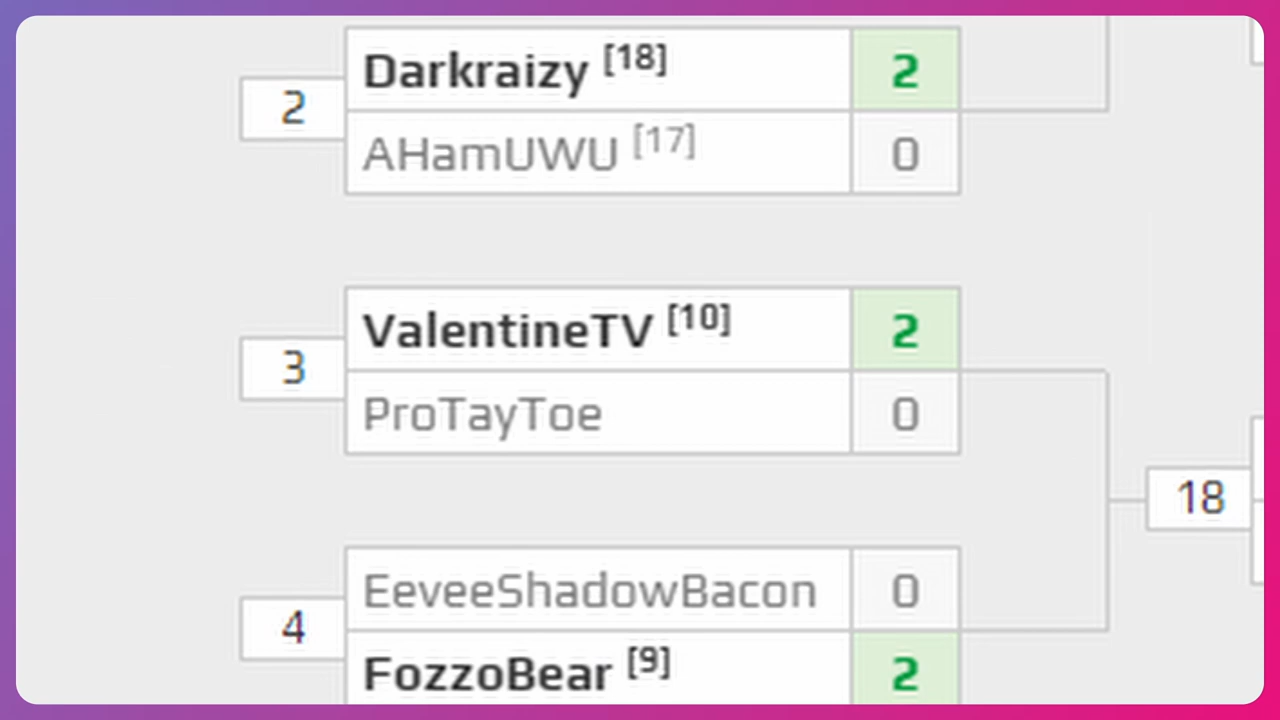 Darkraizy [18] 2
2
AHamUWU [17] 0
ValentineTV [10] 2
3
ProTayToe 0
18
EeveeShadowBacon 0
4
FozzoBear [9] 2